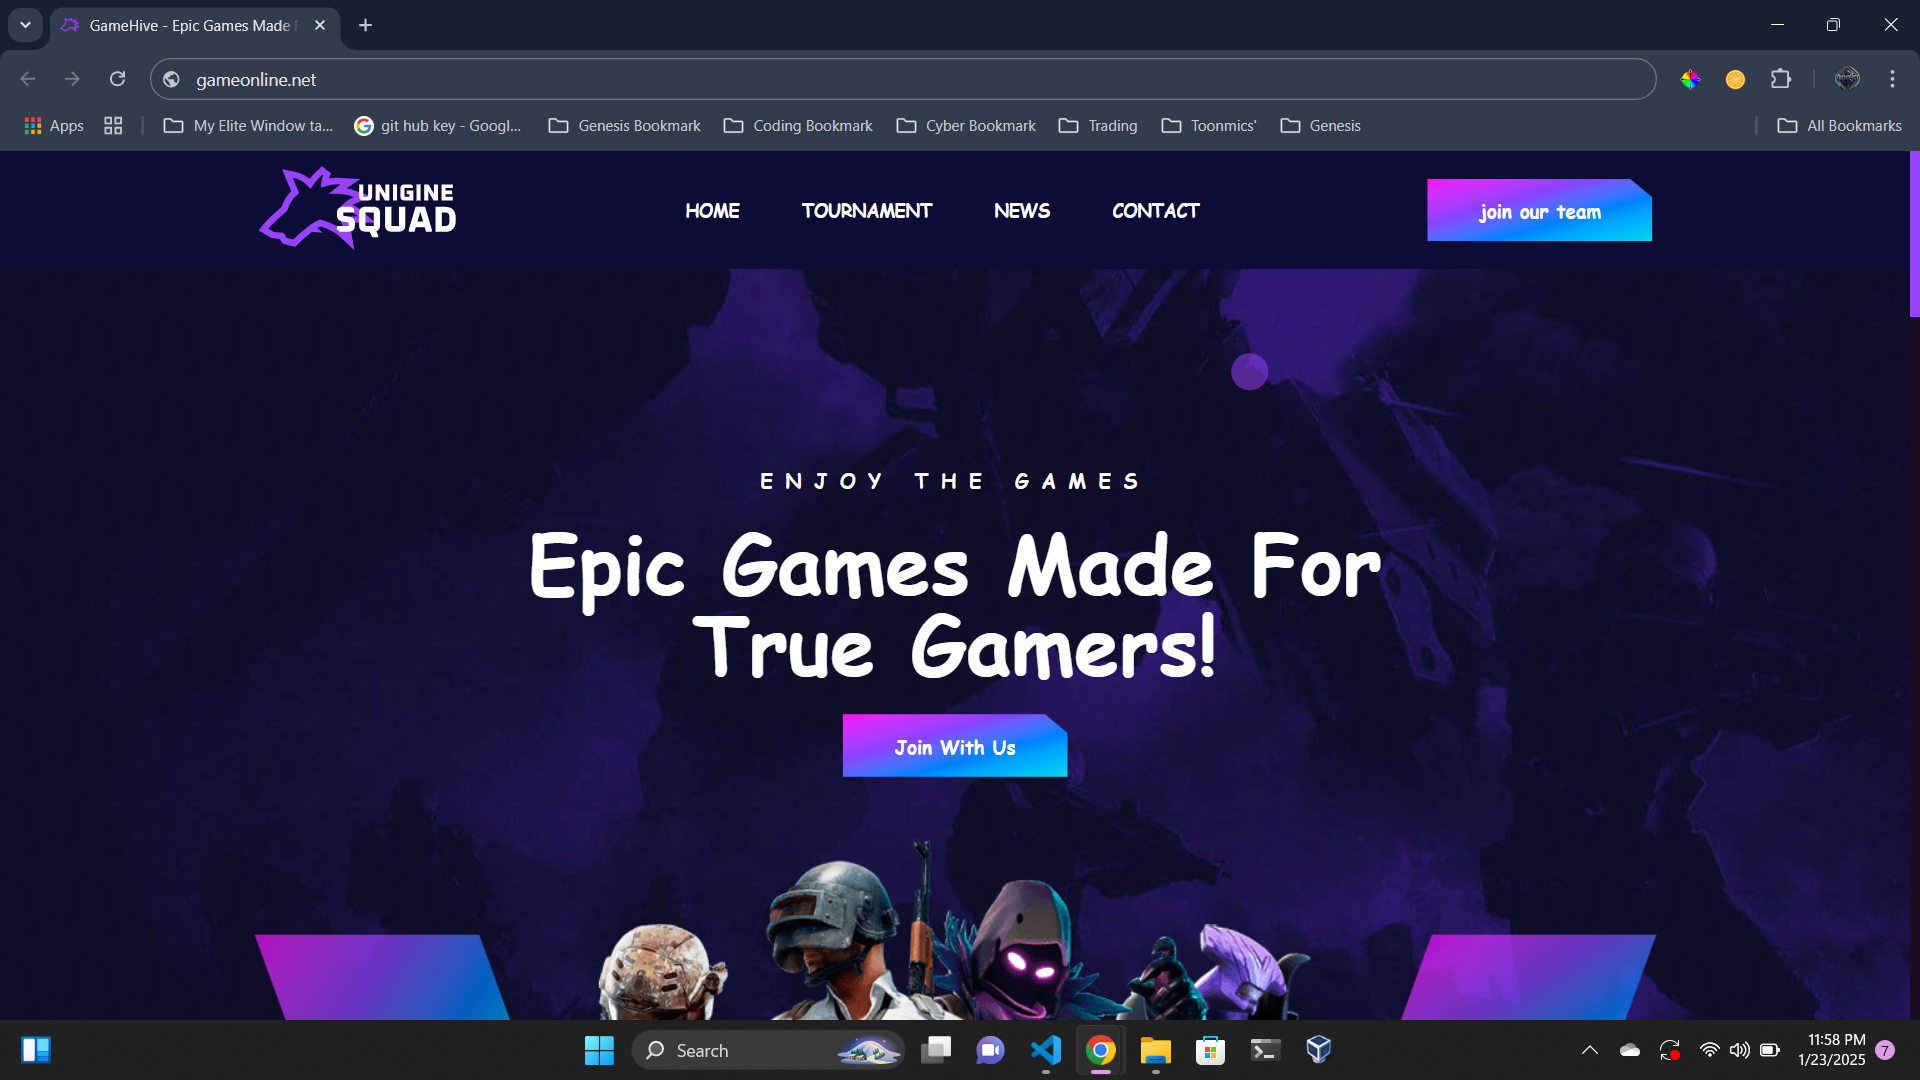 GameHive - Epic Games Made
gameonline.net
Apps
My Elite Window ta...
git hub key - Googl...
Genesis Bookmark
Coding Bookmark
Cyber Bookmark
Trading
Toonmics'
Genesis
All Bookmarks
UNIGINE
SQUAD
HOME
TOURNAMENT
NEWS
CONTACT
join our team
ENJOY THE GAMES
Epic Games Made For
True Gamers!
Join With Us
Search
11:58 PM
1/23/2025
7